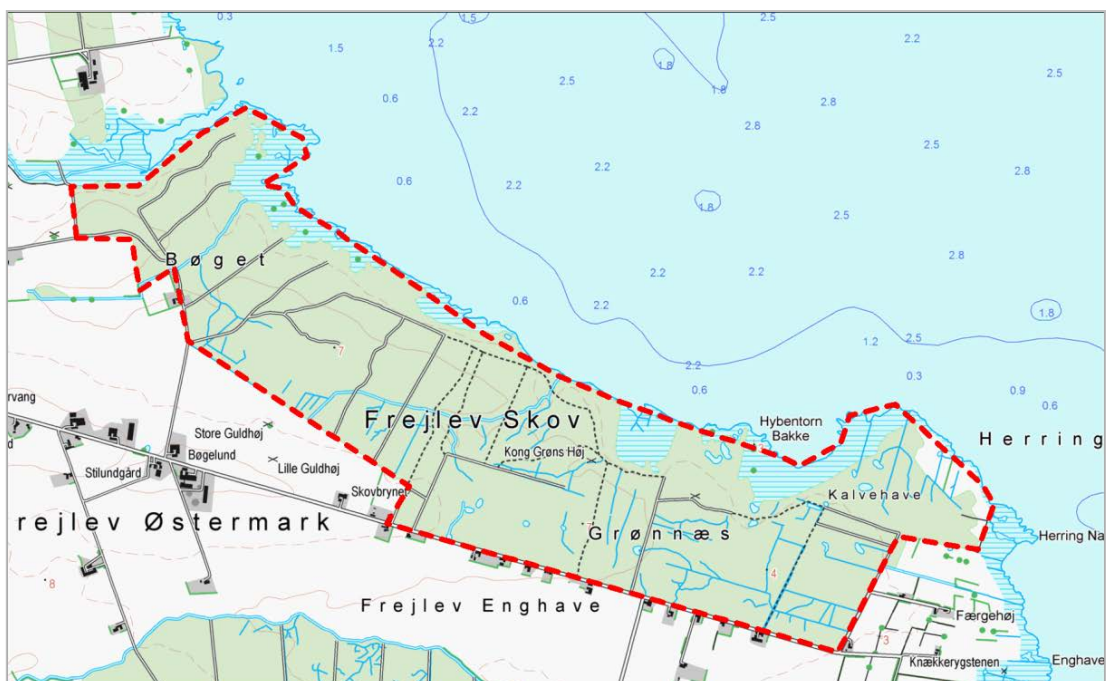 0.3
1.5
2.5
2.2
2.2
1.5
1.8
2.5
2.5
1.8
0.6
2.8
2.8
2.5
2.2
0.6
2.2
2.8
1.8
2.5
Bøget
2.2
2.8
2.2
2.2
0.6
2.2
1.8
2.5
1.2
7
2.2
0.3
0.6
0.9
0.6
rvang
Frejlev Skov
Hybentorn
Bakke
Herring
Store Guldhøj
d
Bøgelund
Kong Grøns Høj
Lille Guldhøj
Stilundgård
Skovbrynet
Kalvehave
rejlev Østermark
Grønnæs
Herring Na
8
4
Frejlev Enghave
Færgehøj
3
Knækkerygstenen
Enghave